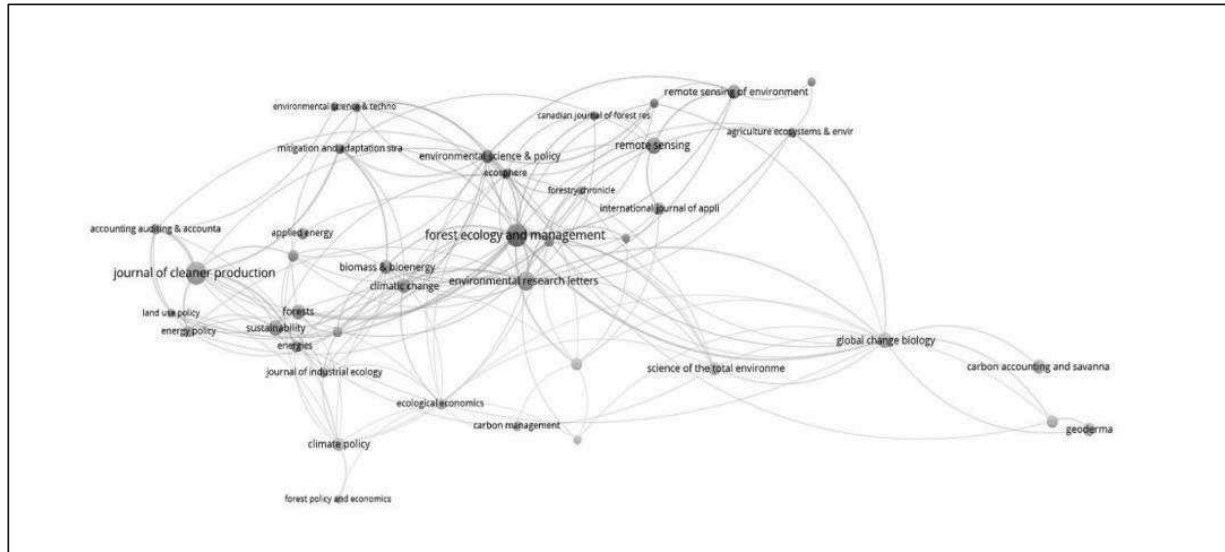 remote sensing of environment
environmental science & techno
canadian journal of forest res
agriculture ecosystems & envir
mitigation and adaptation stra
environmental science & policy
remote sensing
ecosphere
forestry chronicle
international journal of appli
accounting auditing & accounta
applied energy
forest ecology and management
journal of cleaner production
biomass & bioenergy
climatic change
environmental research letters
land use policy
forests
energy policy
sustainability
energies
global change biology
journal of industrial ecology
science of the total environme
carbon accounting and savanna
ecological economics
carbon management
geoderma
climate policy
forest policy and economics